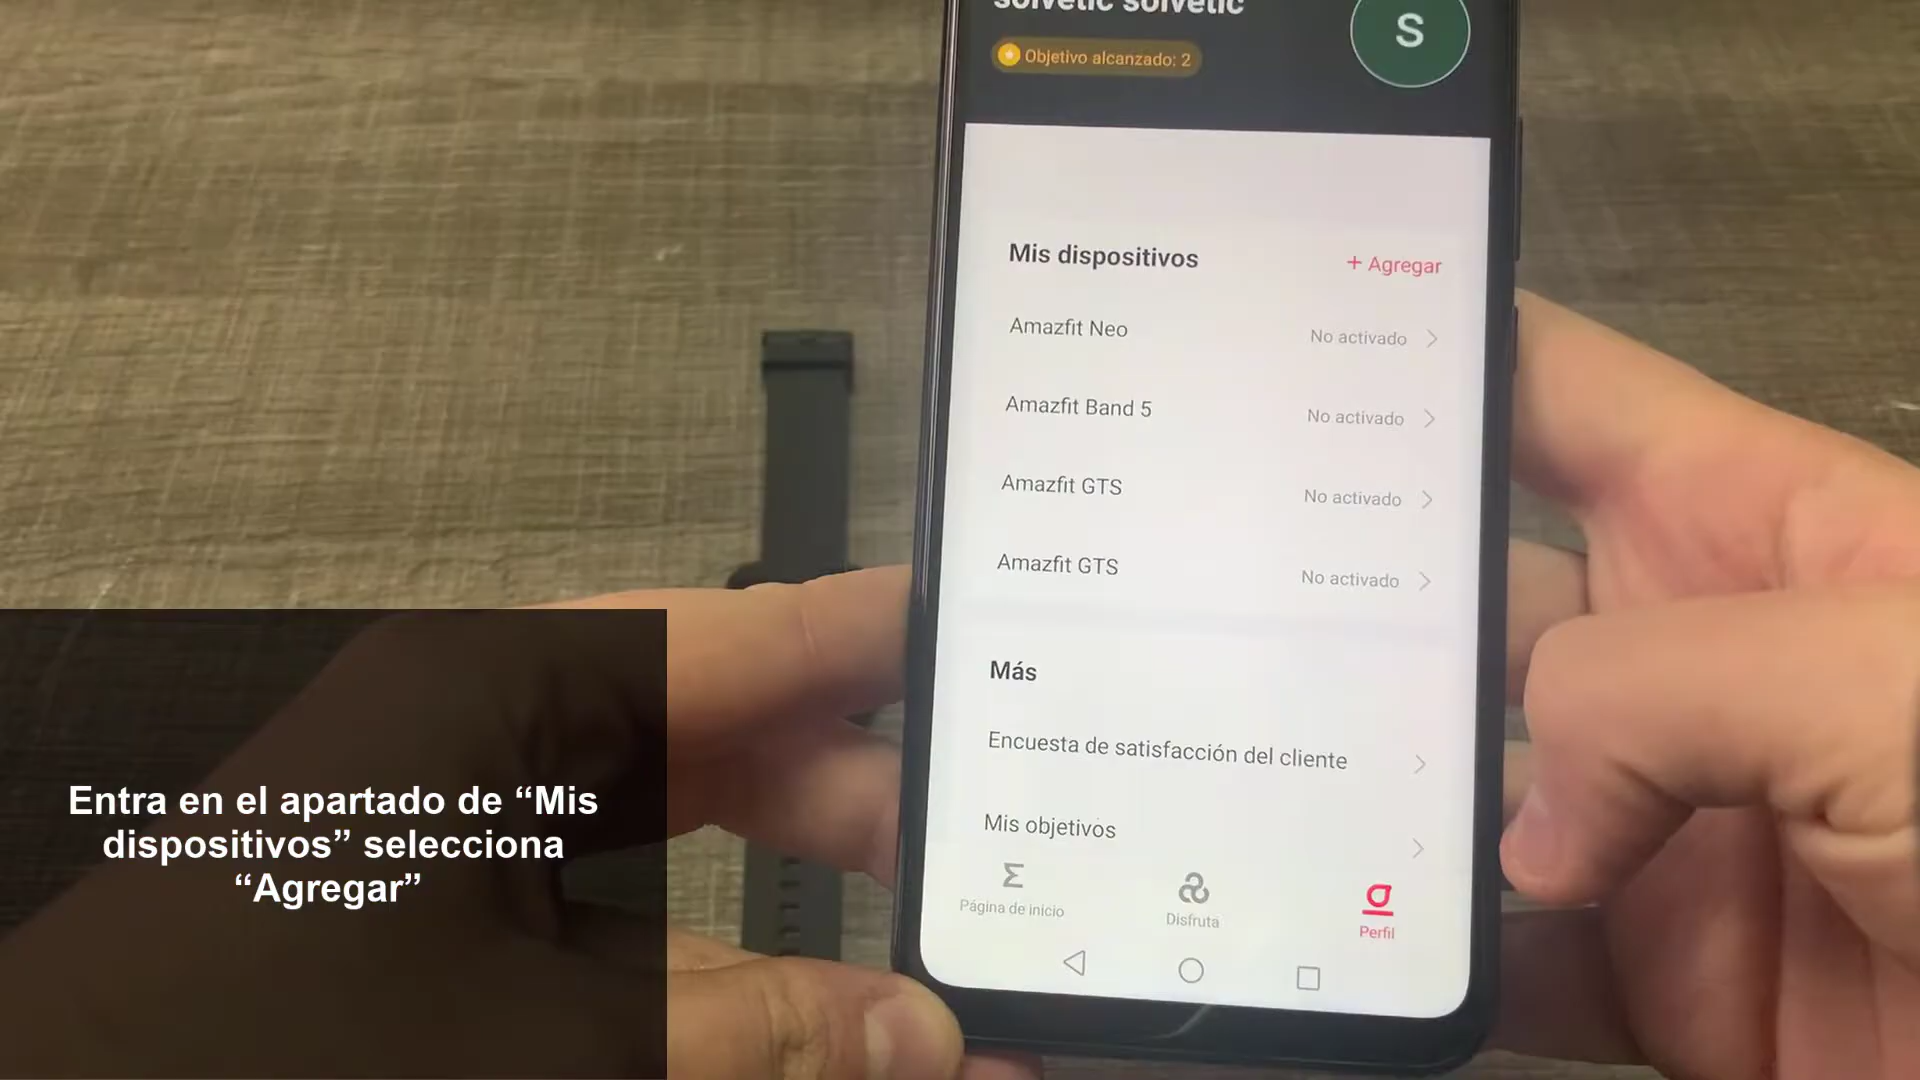 solvetic solvetic
S
Objetivo alcanzado: 2
Mis dispositivos
+ Agregar
Amazfit Neo
No activado
Amazfit Band 5
No activado
Amazfit GTS
No activado
Amazfit GTS
No activado
Más
Encuesta de satisfacción del cliente
Mis objetivos
Página de inicio
Disfruta
Perfil
Entra en el apartado de “Mis
dispositivos” selecciona
“Agregar”